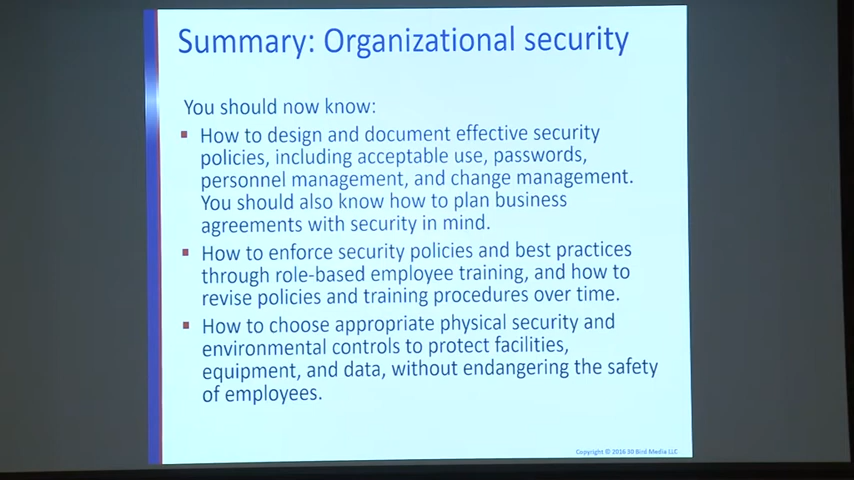 Summary: Organizational security
You should now know:
How to design and document effective security
policies, including acceptable use, passwords,
personnel management, and change management.
You should also know how to plan business
agreements with security in mind.
How to enforce security policies and best practices
through role-based employee training, and how to
revise policies and training procedures over time.
How to choose appropriate physical security and
environmental controls to protect facilities,
equipment, and data, without endangering the safety
of employees.
Copyright © 2016 30 Bird Media LLC